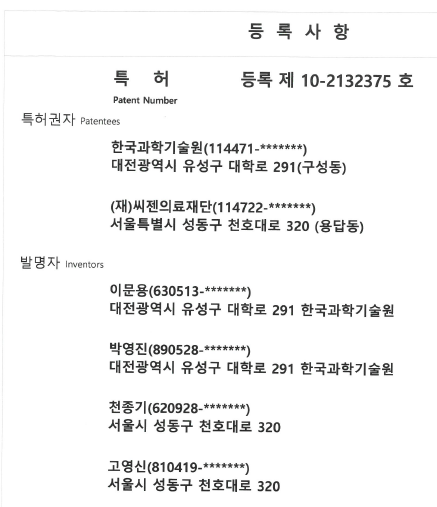 등 록 사 항
특 허 등록 제 10-2132375 호
Patent Number
특허권자 Patentees
한국과학기술원(114471-*******)
대전광역시 유성구 대학로 291(구성동)
(재)씨젠의료재단(114722-*******)
서울특별시 성동구 천호대로 320 (용답동)
발명자 Inventors
이문용(630513-*******)
대전광역시 유성구 대학로 291 한국과학기술원
박영진(890528-*******)
대전광역시 유성구 대학로 291 한국과학기술원
천종기(620928-*******)
서울시 성동구 천호대로 320
고영신(810419-*******)
서울시 성동구 천호대로 320